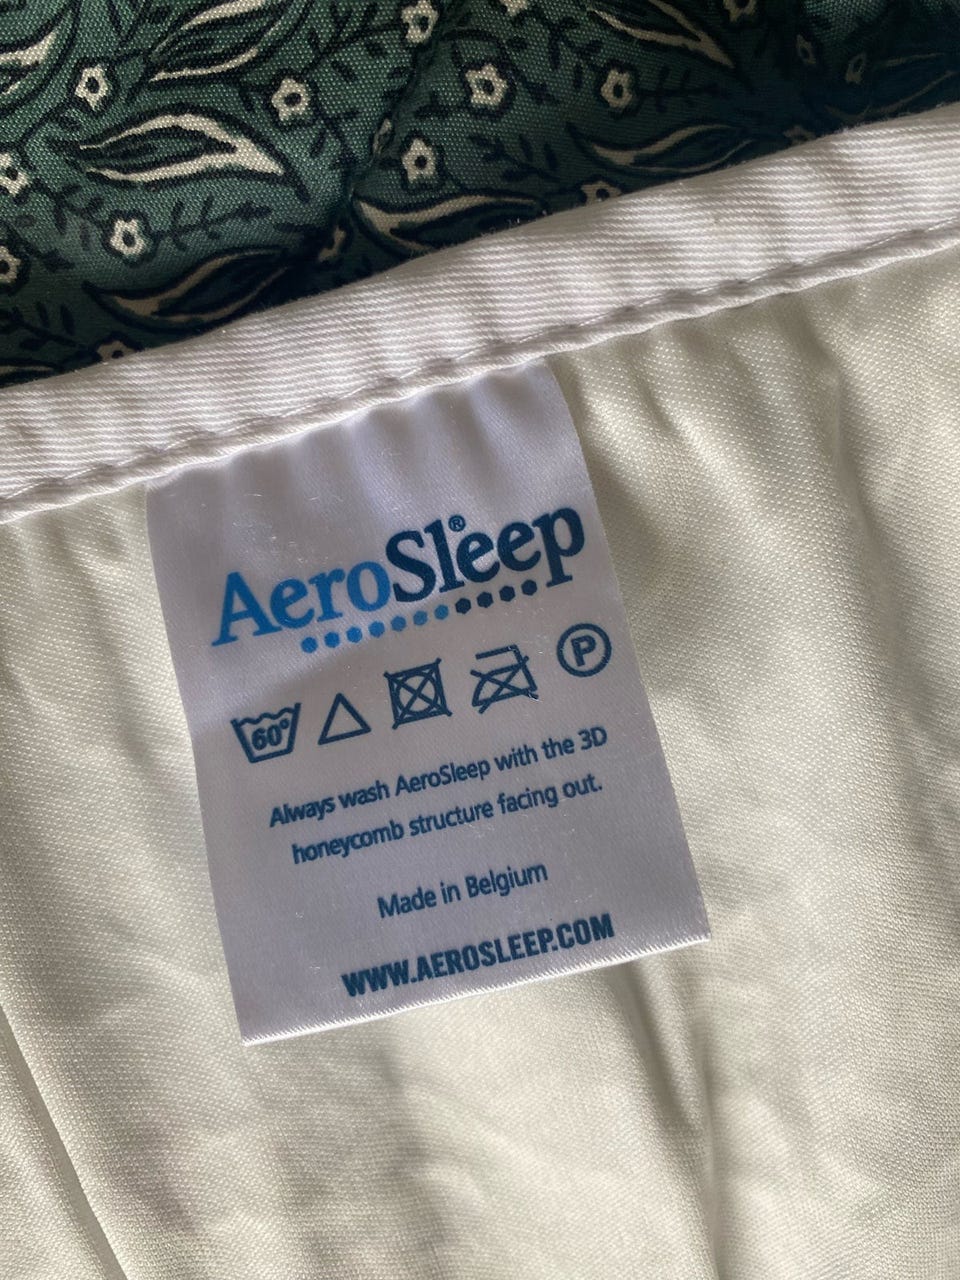 AeroSleep®
60° P
Always wash AeroSleep with the 3D
honeycomb structure facing out.
Made in Belgium
WWW.AEROSLEEP.COM